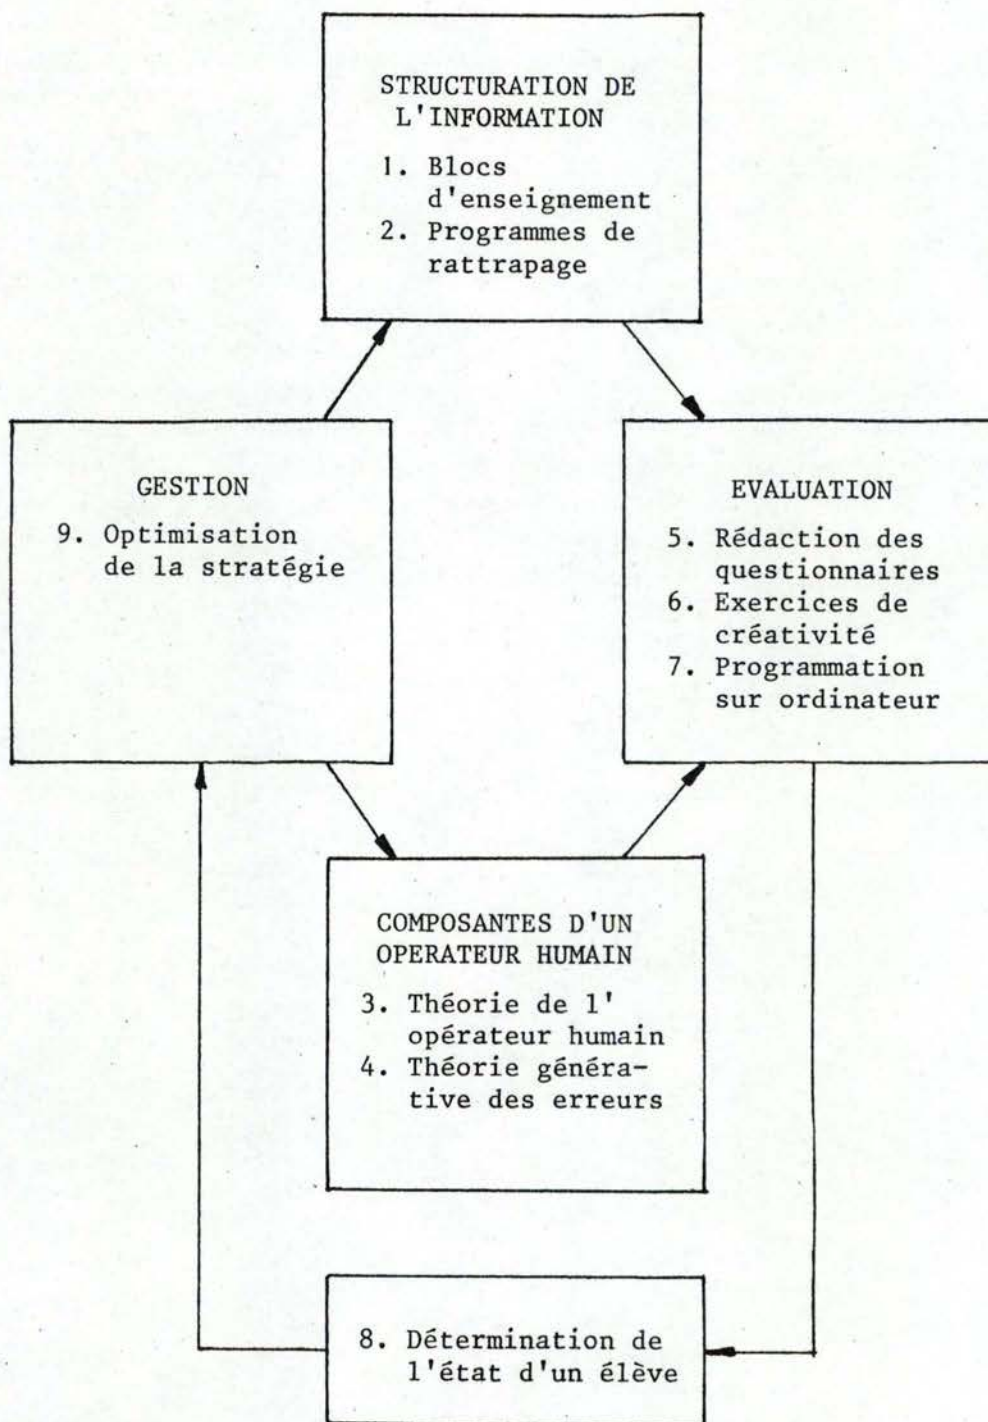 STRUCTURATION DE
L'INFORMATION
1. Blocs
d'enseignement
2. Programmes de
rattrapage
GESTION
9. Optimisation
de la stratégie
EVALUATION
5. Rédaction des
questionnaires
6. Exercices de
créativité
7. Programmation
sur ordinateur
COMPOSANTES D'UN
OPERATEUR HUMAIN
3. Théorie de l'
opérateur humain
4. Théorie généra-
tive des erreurs
8. Détermination de
l'état d'un élève